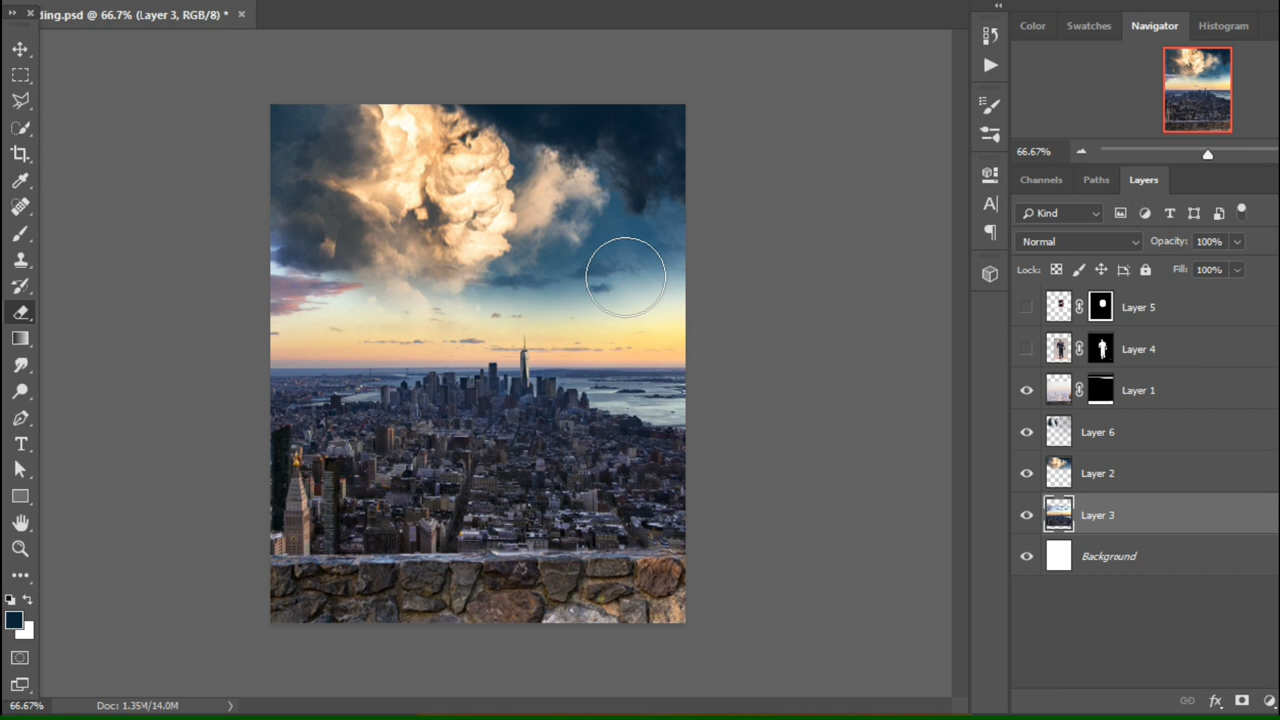 ding.psd @ 66.7% (Layer 3, RGB/8) *
Color
Swatches
Navigator
Histogram
66.67%
Channels
Paths
Layers
Kind
Normal
Opacity: 100%
Lock:
Fill: 100%
Layer 5
Layer 4
Layer 1
Layer 6
Layer 2
Layer 3
Background
66.67%
Doc: 1.35M/14.0M
fx